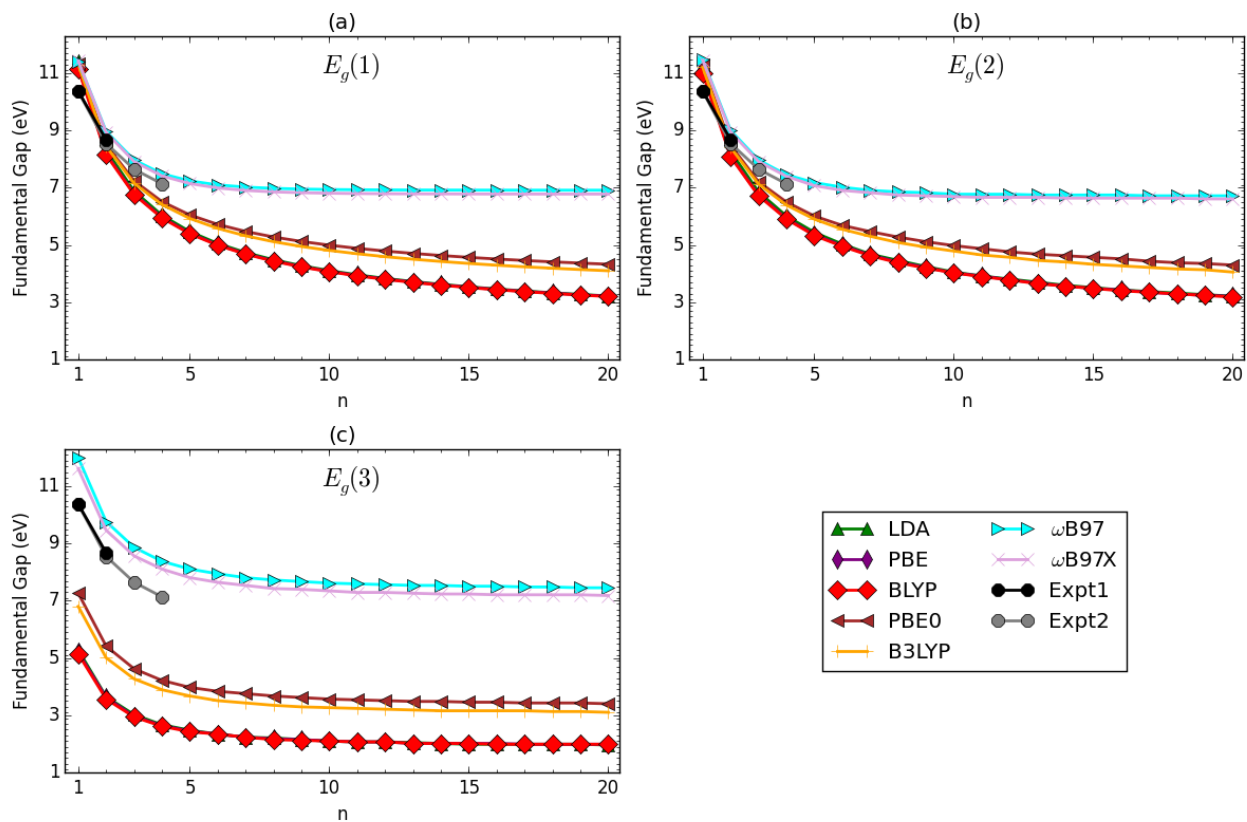 (a)
E_g(1)
Fundamental Gap (eV)
11
9
7
5
3
1
1 5 10 15 20
n
(b)
E_g(2)
Fundamental Gap (eV)
11
9
7
5
3
1
1 5 10 15 20
n
(c)
E_g(3)
Fundamental Gap (eV)
11
9
7
5
3
1
1 5 10 15 20
n
LDA
PBE
BLYP
PBE0
B3LYP
ωB97
ωB97X
Expt1
Expt2